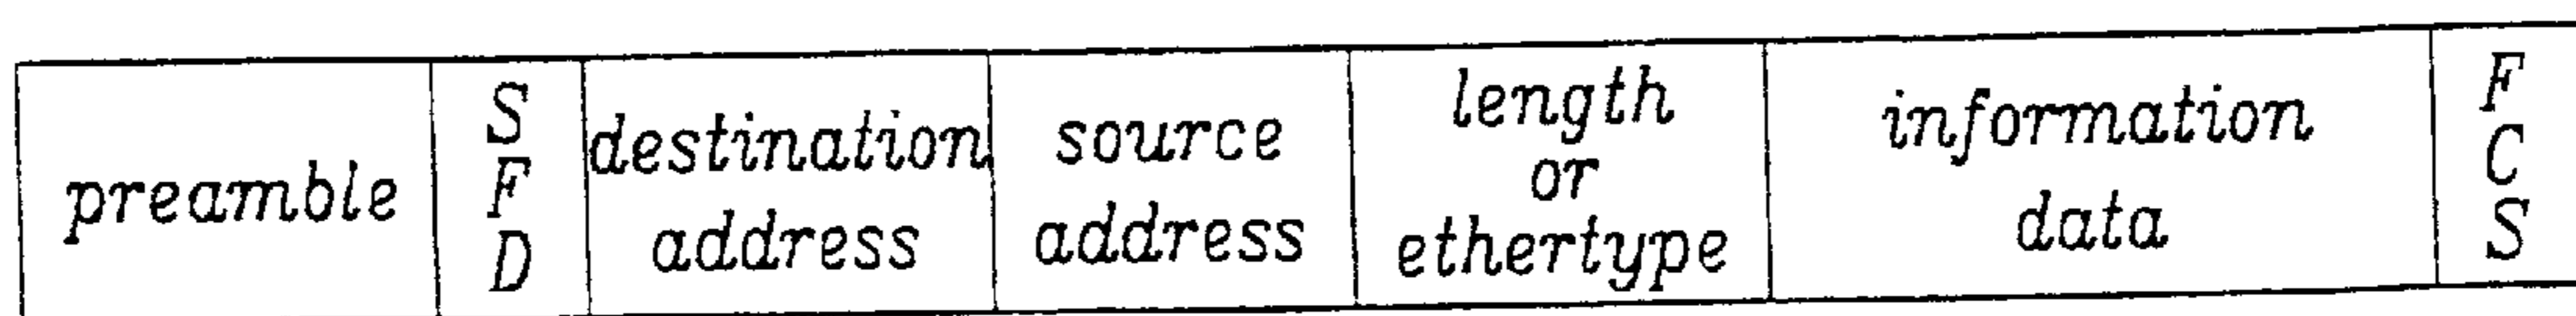 preamble
S
F
D
destination
address
source
address
length
or
ethertype
information
data
F
C
S